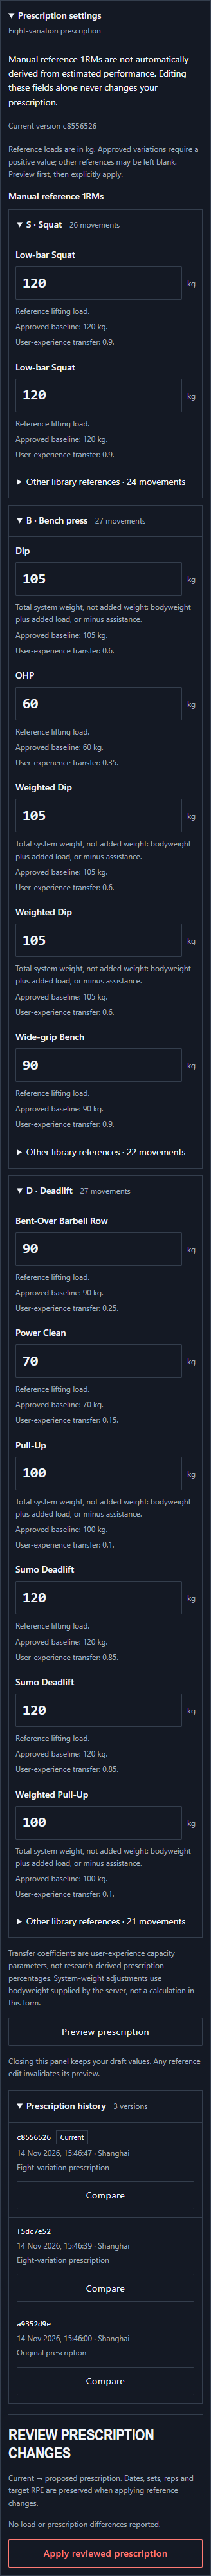 ▼ Prescription settings
Eight-variation prescription
Manual reference 1RMs are not automatically
derived from estimated performance. Editing
these fields alone never changes your
prescription.
Current version c8556526
Reference loads are in kg. Approved variations require a
positive value; other references may be left blank.
Preview first, then explicitly apply.
Manual reference 1RMs
▼ S · Squat 26 movements
Low-bar Squat
120 kg
Reference lifting load.
Approved baseline: 120 kg.
User-experience transfer: 0.9.
Low-bar Squat
120 kg
Reference lifting load.
Approved baseline: 120 kg.
User-experience transfer: 0.9.
▶ Other library references · 24 movements
▼ B · Bench press 27 movements
Dip
105 kg
Total system weight, not added weight: bodyweight
plus added load, or minus assistance.
Approved baseline: 105 kg.
User-experience transfer: 0.6.
OHP
60 kg
Reference lifting load.
Approved baseline: 60 kg.
User-experience transfer: 0.35.
Weighted Dip
105 kg
Total system weight, not added weight: bodyweight
plus added load, or minus assistance.
Approved baseline: 105 kg.
User-experience transfer: 0.6.
Weighted Dip
105 kg
Total system weight, not added weight: bodyweight
plus added load, or minus assistance.
Approved baseline: 105 kg.
User-experience transfer: 0.6.
Wide-grip Bench
90 kg
Reference lifting load.
Approved baseline: 90 kg.
User-experience transfer: 0.9.
▶ Other library references · 22 movements
▼ D · Deadlift 27 movements
Bent-Over Barbell Row
90 kg
Reference lifting load.
Approved baseline: 90 kg.
User-experience transfer: 0.25.
Power Clean
70 kg
Reference lifting load.
Approved baseline: 70 kg.
User-experience transfer: 0.15.
Pull-Up
100 kg
Total system weight, not added weight: bodyweight
plus added load, or minus assistance.
Approved baseline: 100 kg.
User-experience transfer: 0.1.
Sumo Deadlift
120 kg
Reference lifting load.
Approved baseline: 120 kg.
User-experience transfer: 0.85.
Sumo Deadlift
120 kg
Reference lifting load.
Approved baseline: 120 kg.
User-experience transfer: 0.85.
Weighted Pull-Up
100 kg
Total system weight, not added weight: bodyweight
plus added load, or minus assistance.
Approved baseline: 100 kg.
User-experience transfer: 0.1.
▶ Other library references · 21 movements
Transfer coefficients are user-experience capacity
parameters, not research-derived prescription
percentages. System-weight adjustments use
bodyweight supplied by the server, not a calculation in
this form.
Preview prescription
Closing this panel keeps your draft values. Any reference
edit invalidates its preview.
▼ Prescription history 3 versions
c8556526 Current
14 Nov 2026, 15:46:47 · Shanghai
Eight-variation prescription
Compare
f5dc7e52
14 Nov 2026, 15:46:39 · Shanghai
Eight-variation prescription
Compare
a9352d9e
14 Nov 2026, 15:46:00 · Shanghai
Original prescription
Compare
REVIEW PRESCRIPTION
CHANGES
Current → proposed prescription. Dates, sets, reps and
target RPE are preserved when applying reference
changes.
No load or prescription differences reported.
Apply reviewed prescription